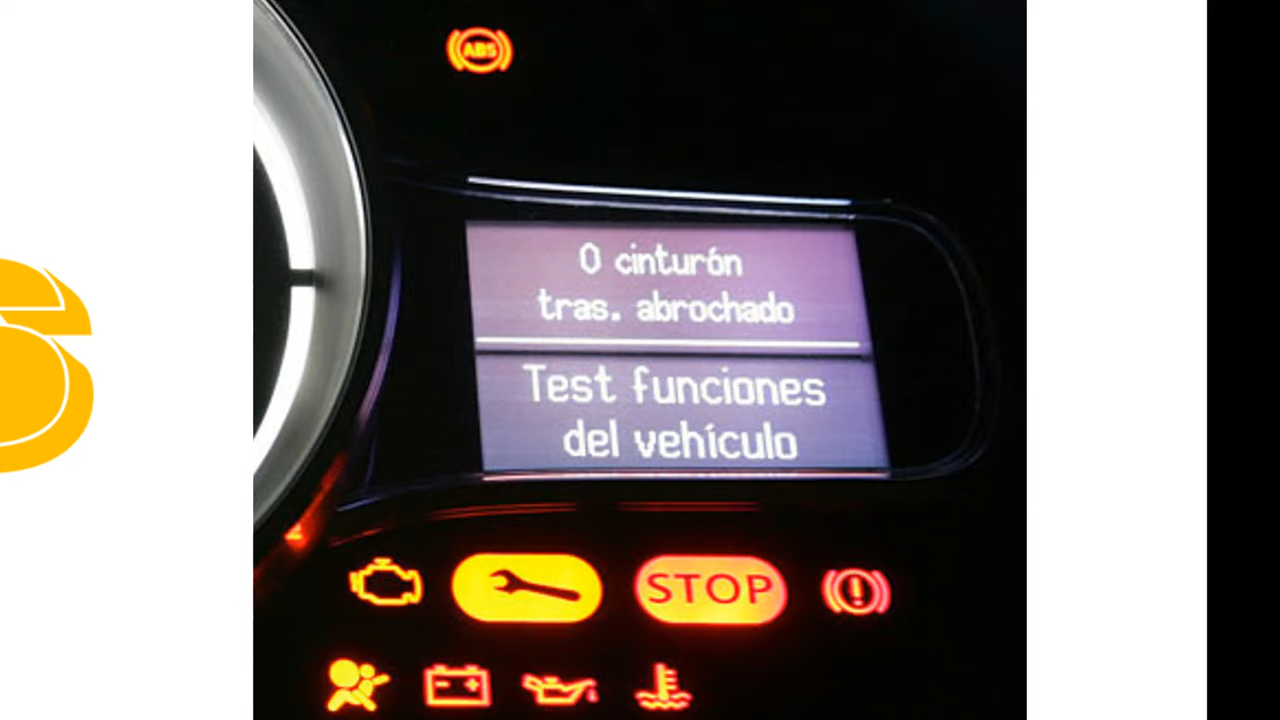 ABS
0 cinturón
tras. abrochado
Test funciones
del vehículo
STOP